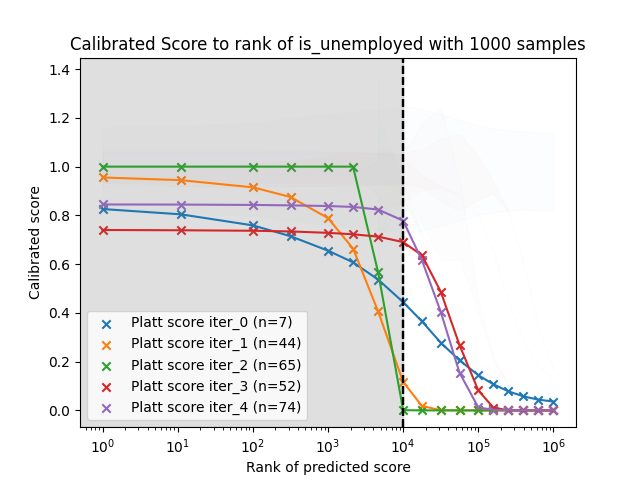 Calibrated Score to rank of is_unemployed with 1000 samples
Calibrated score
1.4
1.2
1.0
0.8
0.6
0.4
0.2
0.0
Platt score iter_0 (n=7)
Platt score iter_1 (n=44)
Platt score iter_2 (n=65)
Platt score iter_3 (n=52)
Platt score iter_4 (n=74)
10⁰ 10¹ 10² 10³ 10⁴ 10⁵ 10⁶
Rank of predicted score